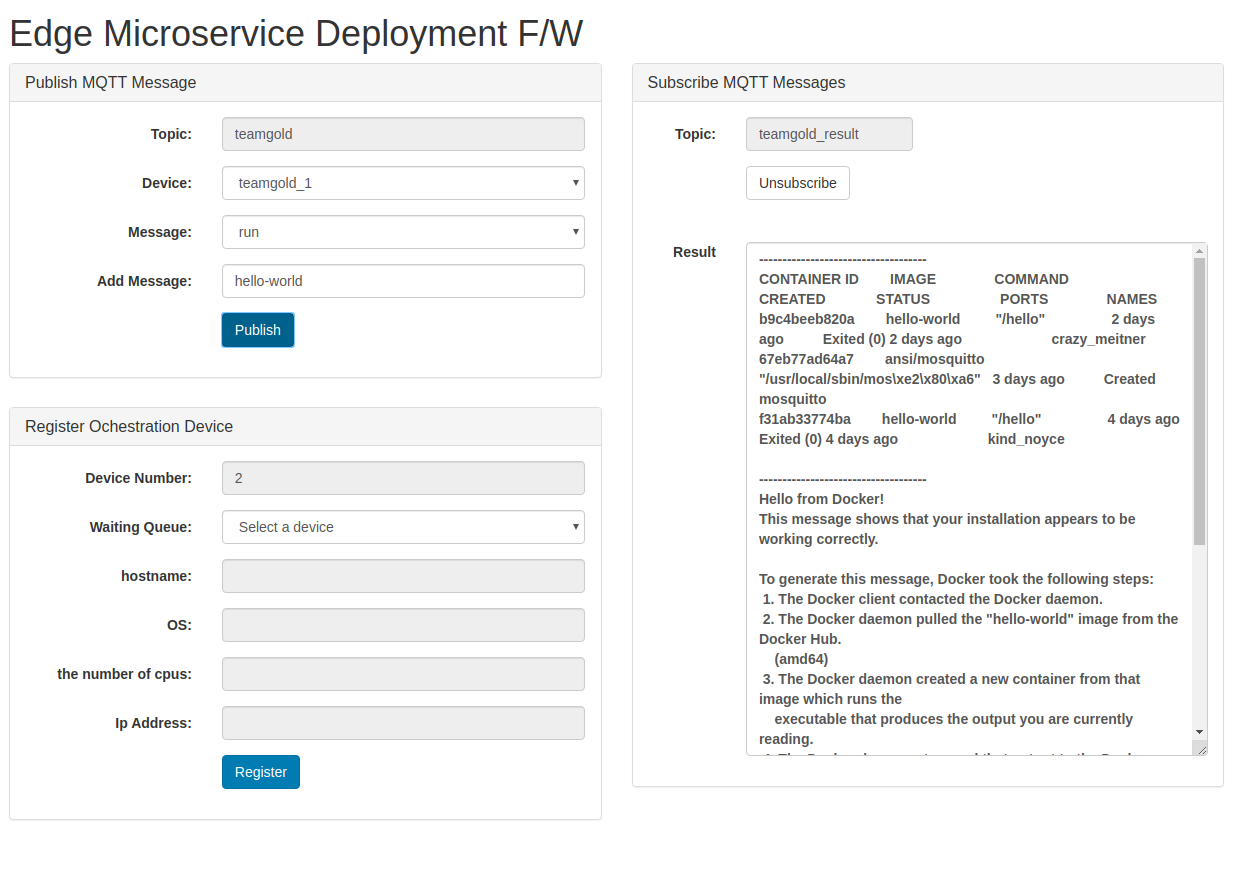 Edge Microservice Deployment F/W
Publish MQTT Message
Topic:
teamgold
Device:
teamgold_1
Message:
run
Add Message:
hello-world
Publish
Register Ochestration Device
Device Number:
2
Waiting Queue:
Select a device
hostname:
OS:
the number of cpus:
Ip Address:
Register
Subscribe MQTT Messages
Topic:
teamgold_result
Unsubscribe
Result
------------------------------------
CONTAINER ID        IMAGE               COMMAND
CREATED             STATUS                  PORTS               NAMES
b9c4beeb820a        hello-world         "/hello"                 2 days
ago          Exited (0) 2 days ago                       crazy_meitner
67eb77ad64a7        ansi/mosquitto
"/usr/local/sbin/mos\xe2\x80\xa6"   3 days ago          Created
mosquitto
f31ab33774ba        hello-world         "/hello"                 4 days ago
Exited (0) 4 days ago                       kind_noyce
------------------------------------
Hello from Docker!
This message shows that your installation appears to be
working correctly.
To generate this message, Docker took the following steps:
1. The Docker client contacted the Docker daemon.
2. The Docker daemon pulled the "hello-world" image from the
Docker Hub.
(amd64)
3. The Docker daemon created a new container from that
image which runs the
executable that produces the output you are currently
reading.